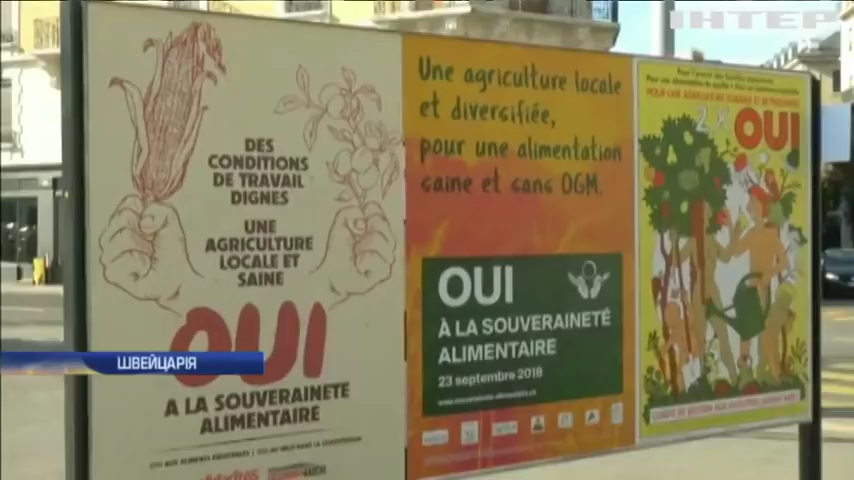 ІНТЕР
DES
CONDITIONS
DE TRAVAIL
DIGNES
UNE
AGRICULTURE
LOCALE ET
SAINE
OUI
A LA SOUVERAINETE
ALIMENTAIRE
Une agriculture locale
et diversifiée,
pour une alimentation
saine et sans OGM.
OUI
À LA SOUVERAINETÉ
ALIMENTAIRE
23 septembre 2018
2 X OUI
ШВЕЙЦАРІЯ